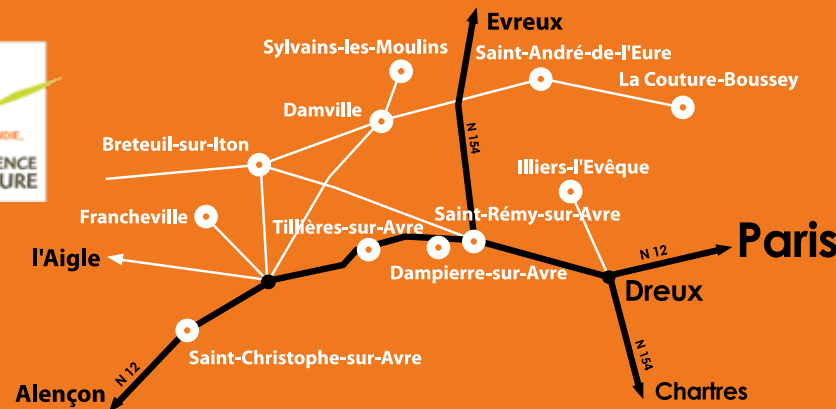 Evreux
Sylvains-les-Moulins
Saint-André-de-l'Eure
La Couture-Boussey
Damville
Breteuil-sur-Iton
N 154
Illiers-l'Evêque
Francheville
Tillières-sur-Avre
Saint-Rémy-sur-Avre
l'Aigle
Paris
N 12
Dampierre-sur-Avre
Dreux
Saint-Christophe-sur-Avre
N 12
N 154
Alençon
Chartres